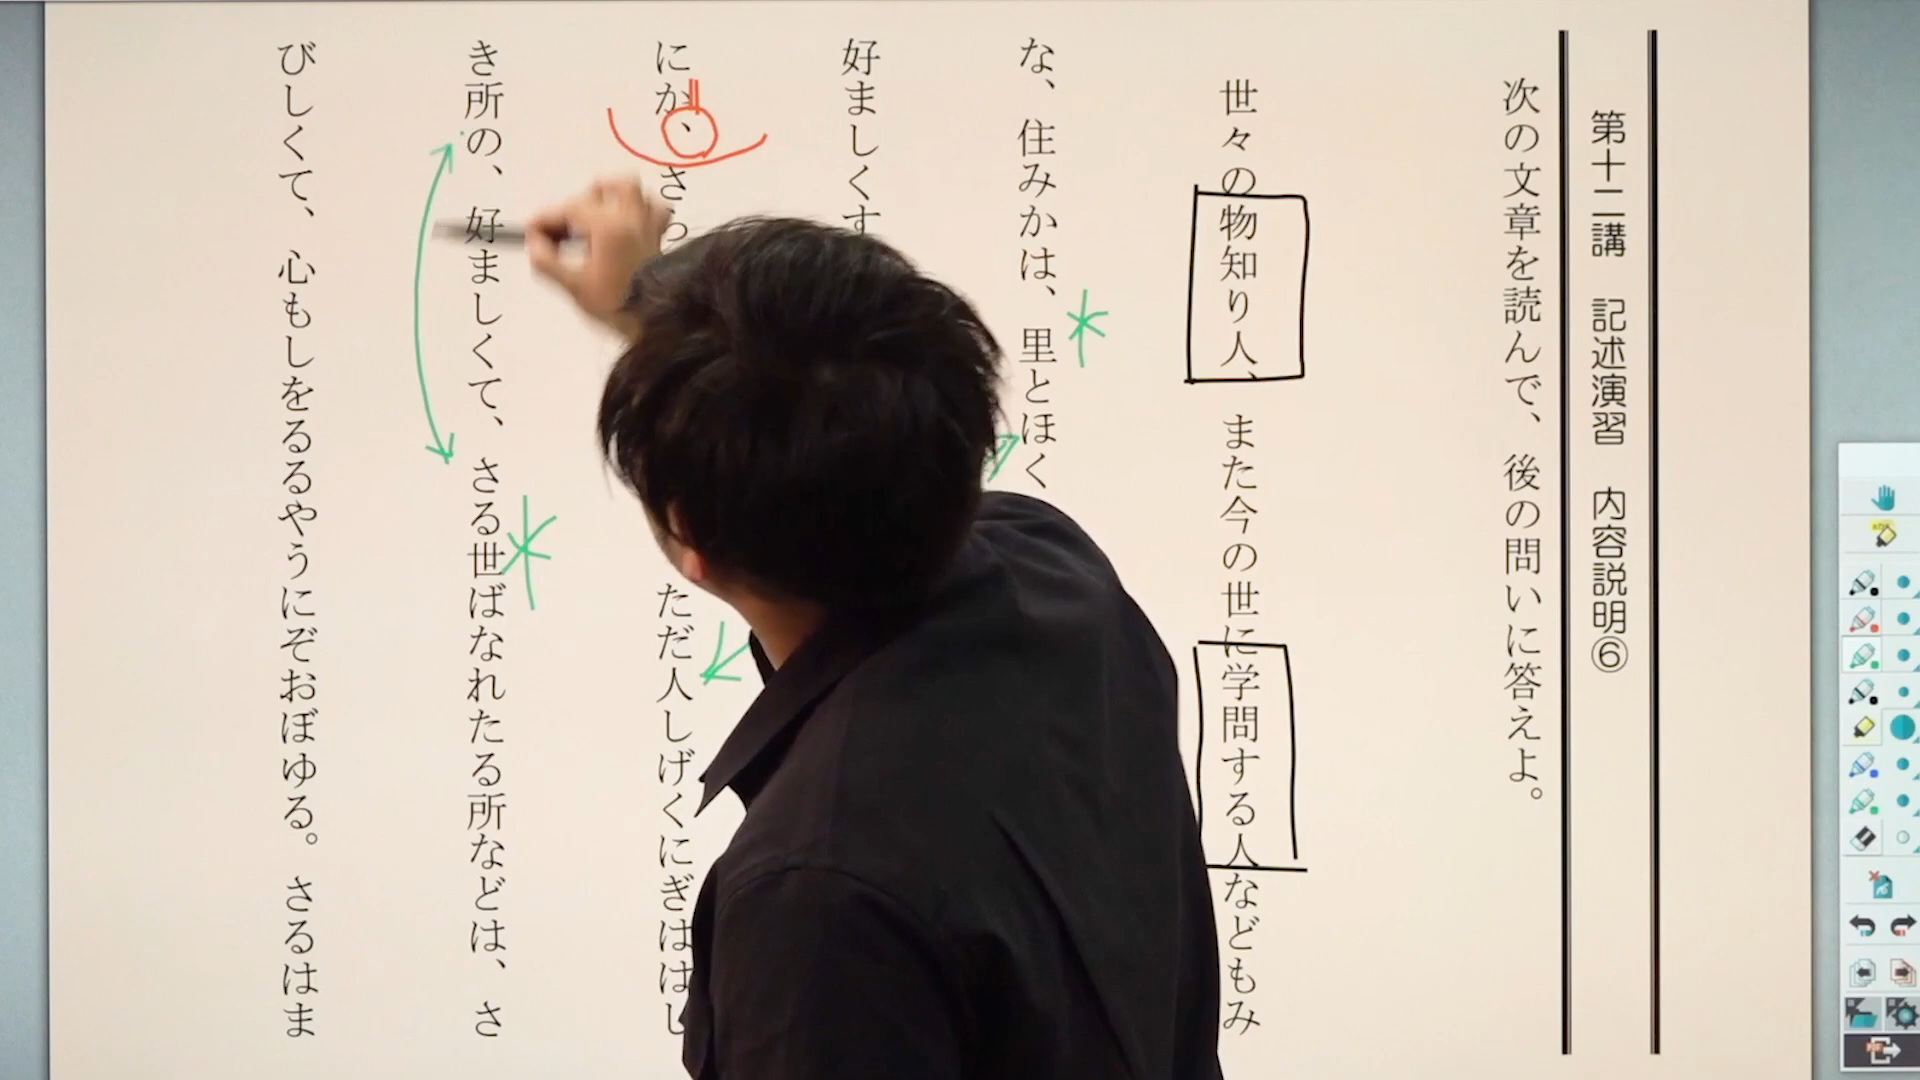 第十二講 記述演習 内容説明⑥
次の文章を読んで、後の問いに答えよ。
世々の物知り人、また今の世に学問する人などもみ
な、住みかは、里とほく
好ましくす
にか、さ
ただ人しげくにぎははし
き所の、好ましくて、さる世ばなれたる所などは、さ
びしくて、心もしをるるやうにぞおぼゆる。さるはま